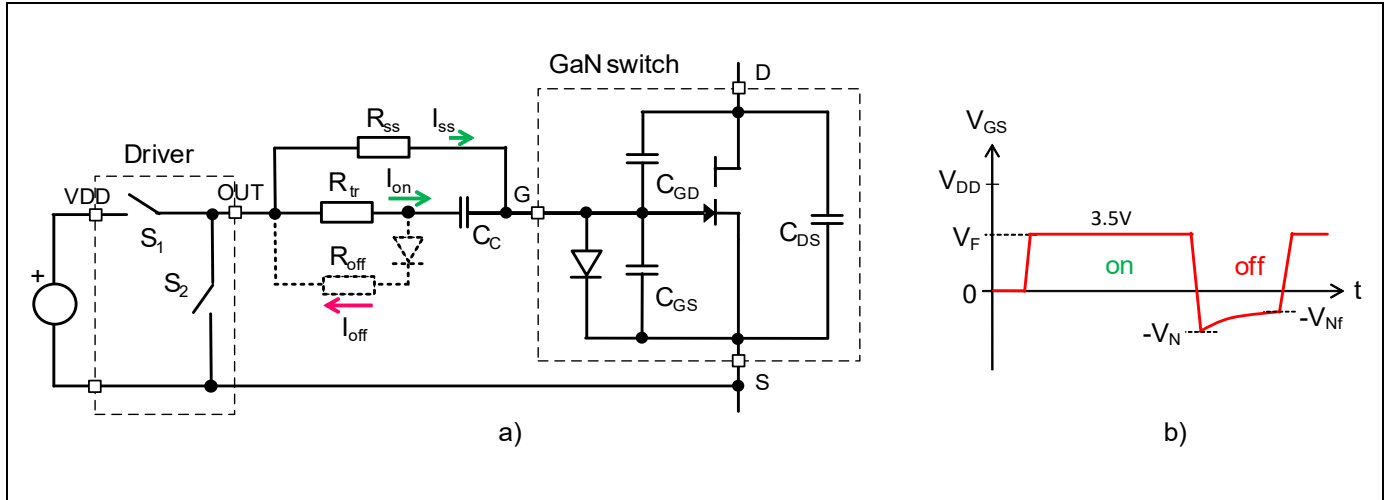 GaN switch
D
Rss
Iss
Driver
VDD
OUT
Rtr
Ion
G
CGD
S1
CC
CDS
Roff
S2
+
CGS
Ioff
S
a)
VGS
VDD
3.5V
VF
on
off
0
t
-VN
-VNf
b)